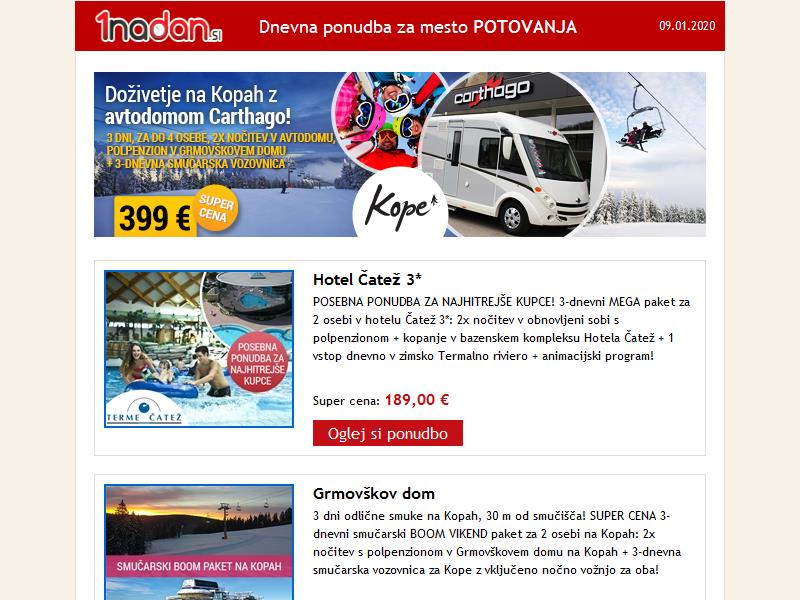 1nadan.si
Dnevna ponudba za mesto POTOVANJA
09.01.2020
Doživetje na Kopah z
avtodomom Carthago!
3 DNI, ZA DO 4 OSEBE, 2X NOČITEV V AVTODOMU,
POLPENZION V GRMOVŠKOVEM DOMU
+ 3-DNEVNA SMUČARSKA VOZOVNICA
399 €
SUPER
CENA
carthago
Kope
Hotel Čatež 3*
POSEBNA PONUDBA ZA NAJHITREJŠE KUPCE! 3-dnevni MEGA paket za
2 osebi v hotelu Čatež 3*: 2x nočitev v obnovljeni sobi s
polpenzionom + kopanje v bazenskem kompleksu Hotela Čatež + 1
vstop dnevno v zimsko Termalno riviero + animacijski program!
POSEBNA
PONUDBA ZA
NAJHITREJŠE
KUPCE
TERME ČATEŽ
Super cena: 189,00 €
Oglej si ponudbo
Grmovškov dom
3 dni odlične smuke na Kopah, 30 m od smučišča! SUPER CENA 3-
dnevni smučarski BOOM VIKEND paket za 2 osebi na Kopah: 2x
nočitev s polpenzionom v Grmovškovem domu na Kopah + 3-dnevna
smučarska vozovnica za Kope z vključeno nočno vožnjo za oba!
SMUČARSKI BOOM PAKET NA KOPAH